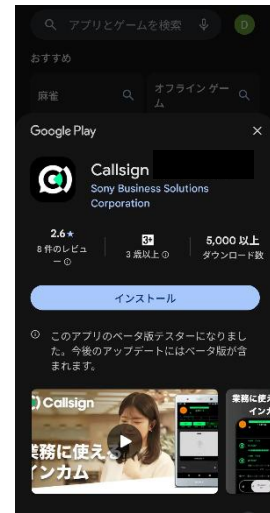 アプリとゲームを検索
D
おすすめ
麻雀
オフライン ゲー
ム
Google Play
Callsign
Sony Business Solutions
Corporation
2.6★
3+
5,000 以上
8 件のレビュ
ー
3 歳以上
ダウンロード数
インストール
このアプリのベータ版テスターになりまし
た。今後のアップデートにはベータ版が含
まれます。
Callsign
業務に使える
インカム
業務に使え
インカ